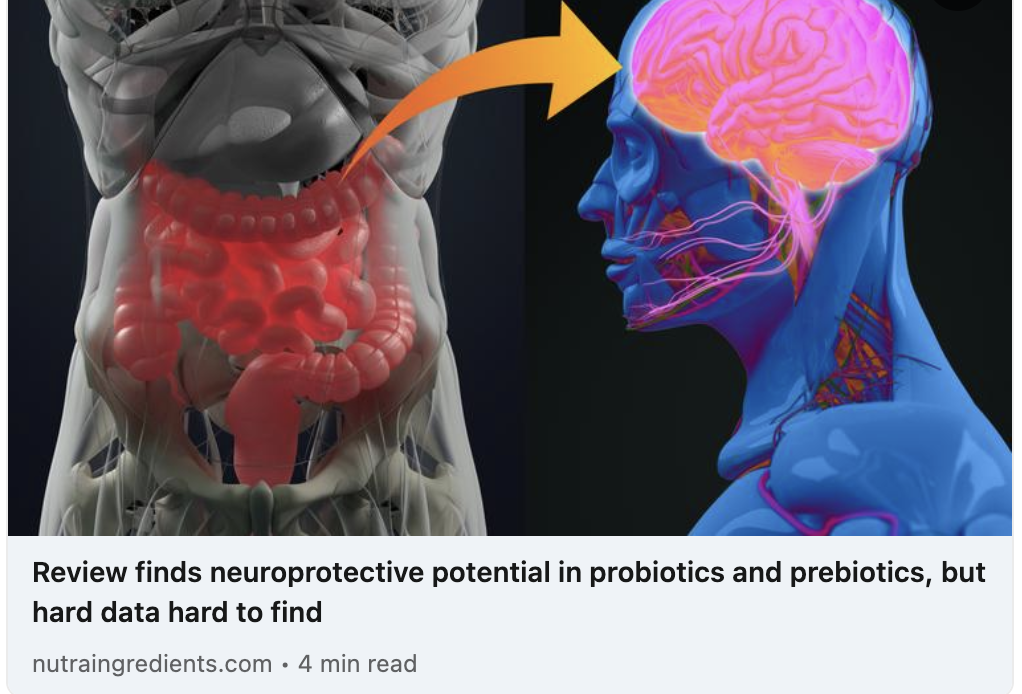 Review finds neuroprotective potential in probiotics and prebiotics, but
hard data hard to find
nutraingredients.com • 4 min read